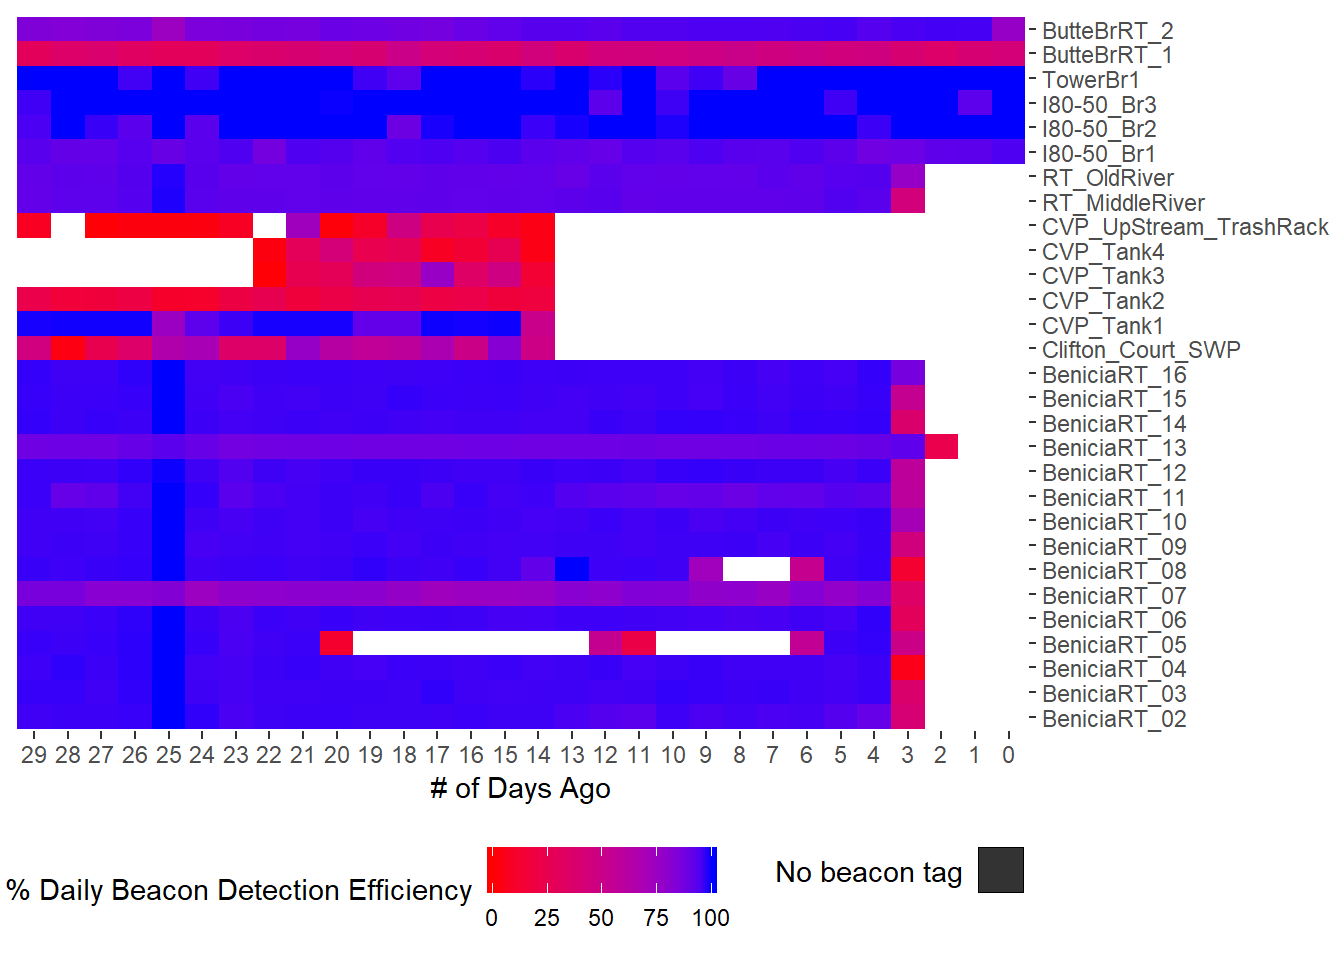 ButteBrRT_2
ButteBrRT_1
TowerBr1
I80-50_Br3
I80-50_Br2
I80-50_Br1
RT_OldRiver
RT_MiddleRiver
CVP_UpStream_TrashRack
CVP_Tank4
CVP_Tank3
CVP_Tank2
CVP_Tank1
Clifton_Court_SWP
BeniciaRT_16
BeniciaRT_15
BeniciaRT_14
BeniciaRT_13
BeniciaRT_12
BeniciaRT_11
BeniciaRT_10
BeniciaRT_09
BeniciaRT_08
BeniciaRT_07
BeniciaRT_06
BeniciaRT_05
BeniciaRT_04
BeniciaRT_03
BeniciaRT_02
29 28 27 26 25 24 23 22 21 20 19 18 17 16 15 14 13 12 11 10 9 8 7 6 5 4 3 2 1 0
# of Days Ago
% Daily Beacon Detection Efficiency
0 25 50 75 100
No beacon tag